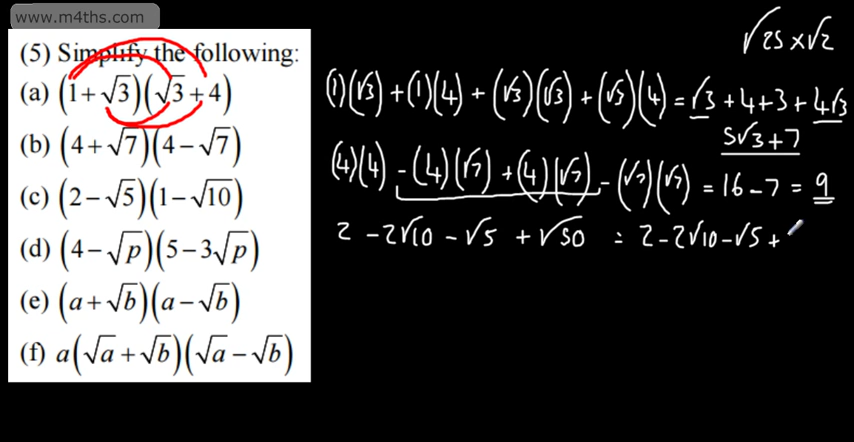 www.m4ths.com
(5) Simplify the following:
(a) (1+√3)(√3+4)
(b) (4+√7)(4−√7)
(c) (2−√5)(1−√10)
(d) (4−√p)(5−3√p)
(e) (a+√b)(a−√b)
(f) a(√a+√b)(√a−√b)
√25 x √2
(1)(√3)+(1)(4)+(√3)(√3)+(√3)(4) = √3+4+3+4√3
5√3+7
(4)(4)−(4)(√7)+(4)(√7)−(√7)(√7) = 16−7 = 9
2 −2√10 −√5 +√50 = 2−2√10−√5+